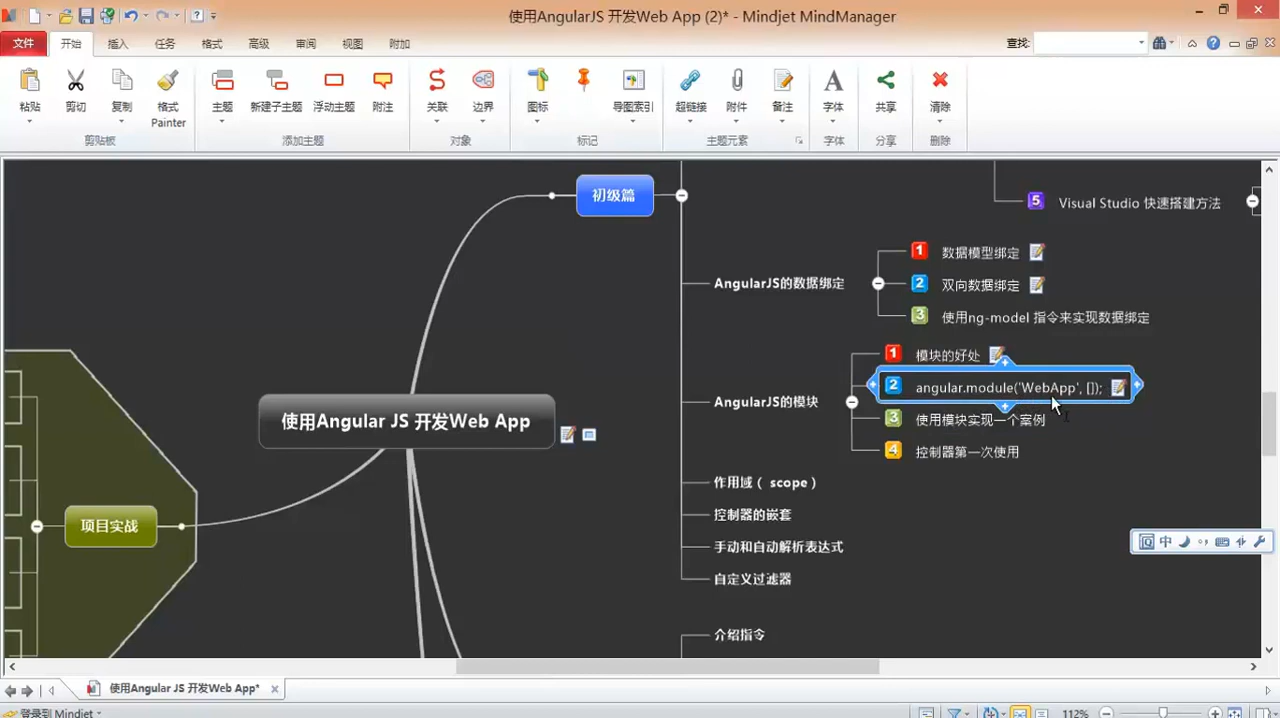 使用AngularJS 开发Web App (2)* - Mindjet MindManager
文件 开始 插入 任务 格式 高级 审阅 视图 附加 查找:
粘贴 剪切 复制 格式 Painter 主题 新建子主题 浮动主题 附注 关联 边界 图标 导图索引 超链接 附件 备注 字体 共享 清除
剪贴板 添加主题 对象 标记 主题元素 字体 分享 删除
初级篇
5 Visual Studio 快速搭建方法
AngularJS的数据绑定
1 数据模型绑定
2 双向数据绑定
3 使用ng-model 指令来实现数据绑定
AngularJS的模块
1 模块的好处
2 angular.module('WebApp', []);
3 使用模块实现一个案例
4 控制器第一次使用
使用Angular JS 开发Web App
作用域（ scope）
控制器的嵌套
项目实战
手动和自动解析表达式
自定义过滤器
介绍指令
中
使用Angular JS 开发Web App*
登录到 Mindjet
112%